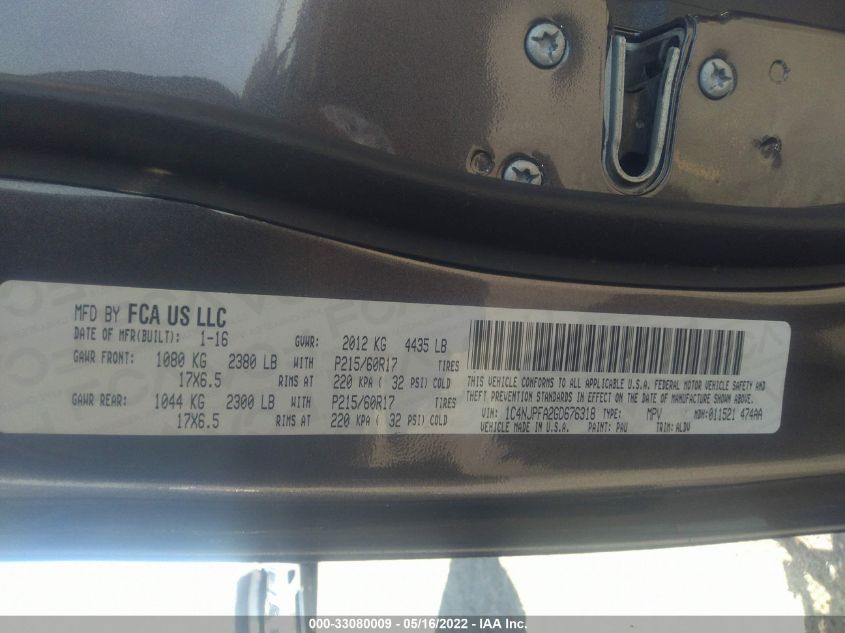 MFD BY FCA US LLC
DATE OF MFR(BUILT): 1-16 GVWR: 2012 KG 4435 LB
GAWR FRONT: 1080 KG 2380 LB WITH P215/60R17 TIRES
17X6.5 RIMS AT 220 KPA ( 32 PSI) COLD
GAWR REAR: 1044 KG 2300 LB WITH P215/60R17 TIRES
17X6.5 RIMS AT 220 KPA ( 32 PSI) COLD
THIS VEHICLE CONFORMS TO ALL APPLICABLE U.S.A. FEDERAL MOTOR VEHICLE SAFETY AND
THEFT PREVENTION STANDARDS IN EFFECT ON THE DATE OF MANUFACTURE SHOWN ABOVE.
VIN: 1C4NJPFA2GD676318 TYPE: MPV MDH: 011521 474AA
VEHICLE MADE IN U.S.A. PAINT: PAU TRIM: ALDV
000-33080009 - 05/16/2022 - IAA Inc.